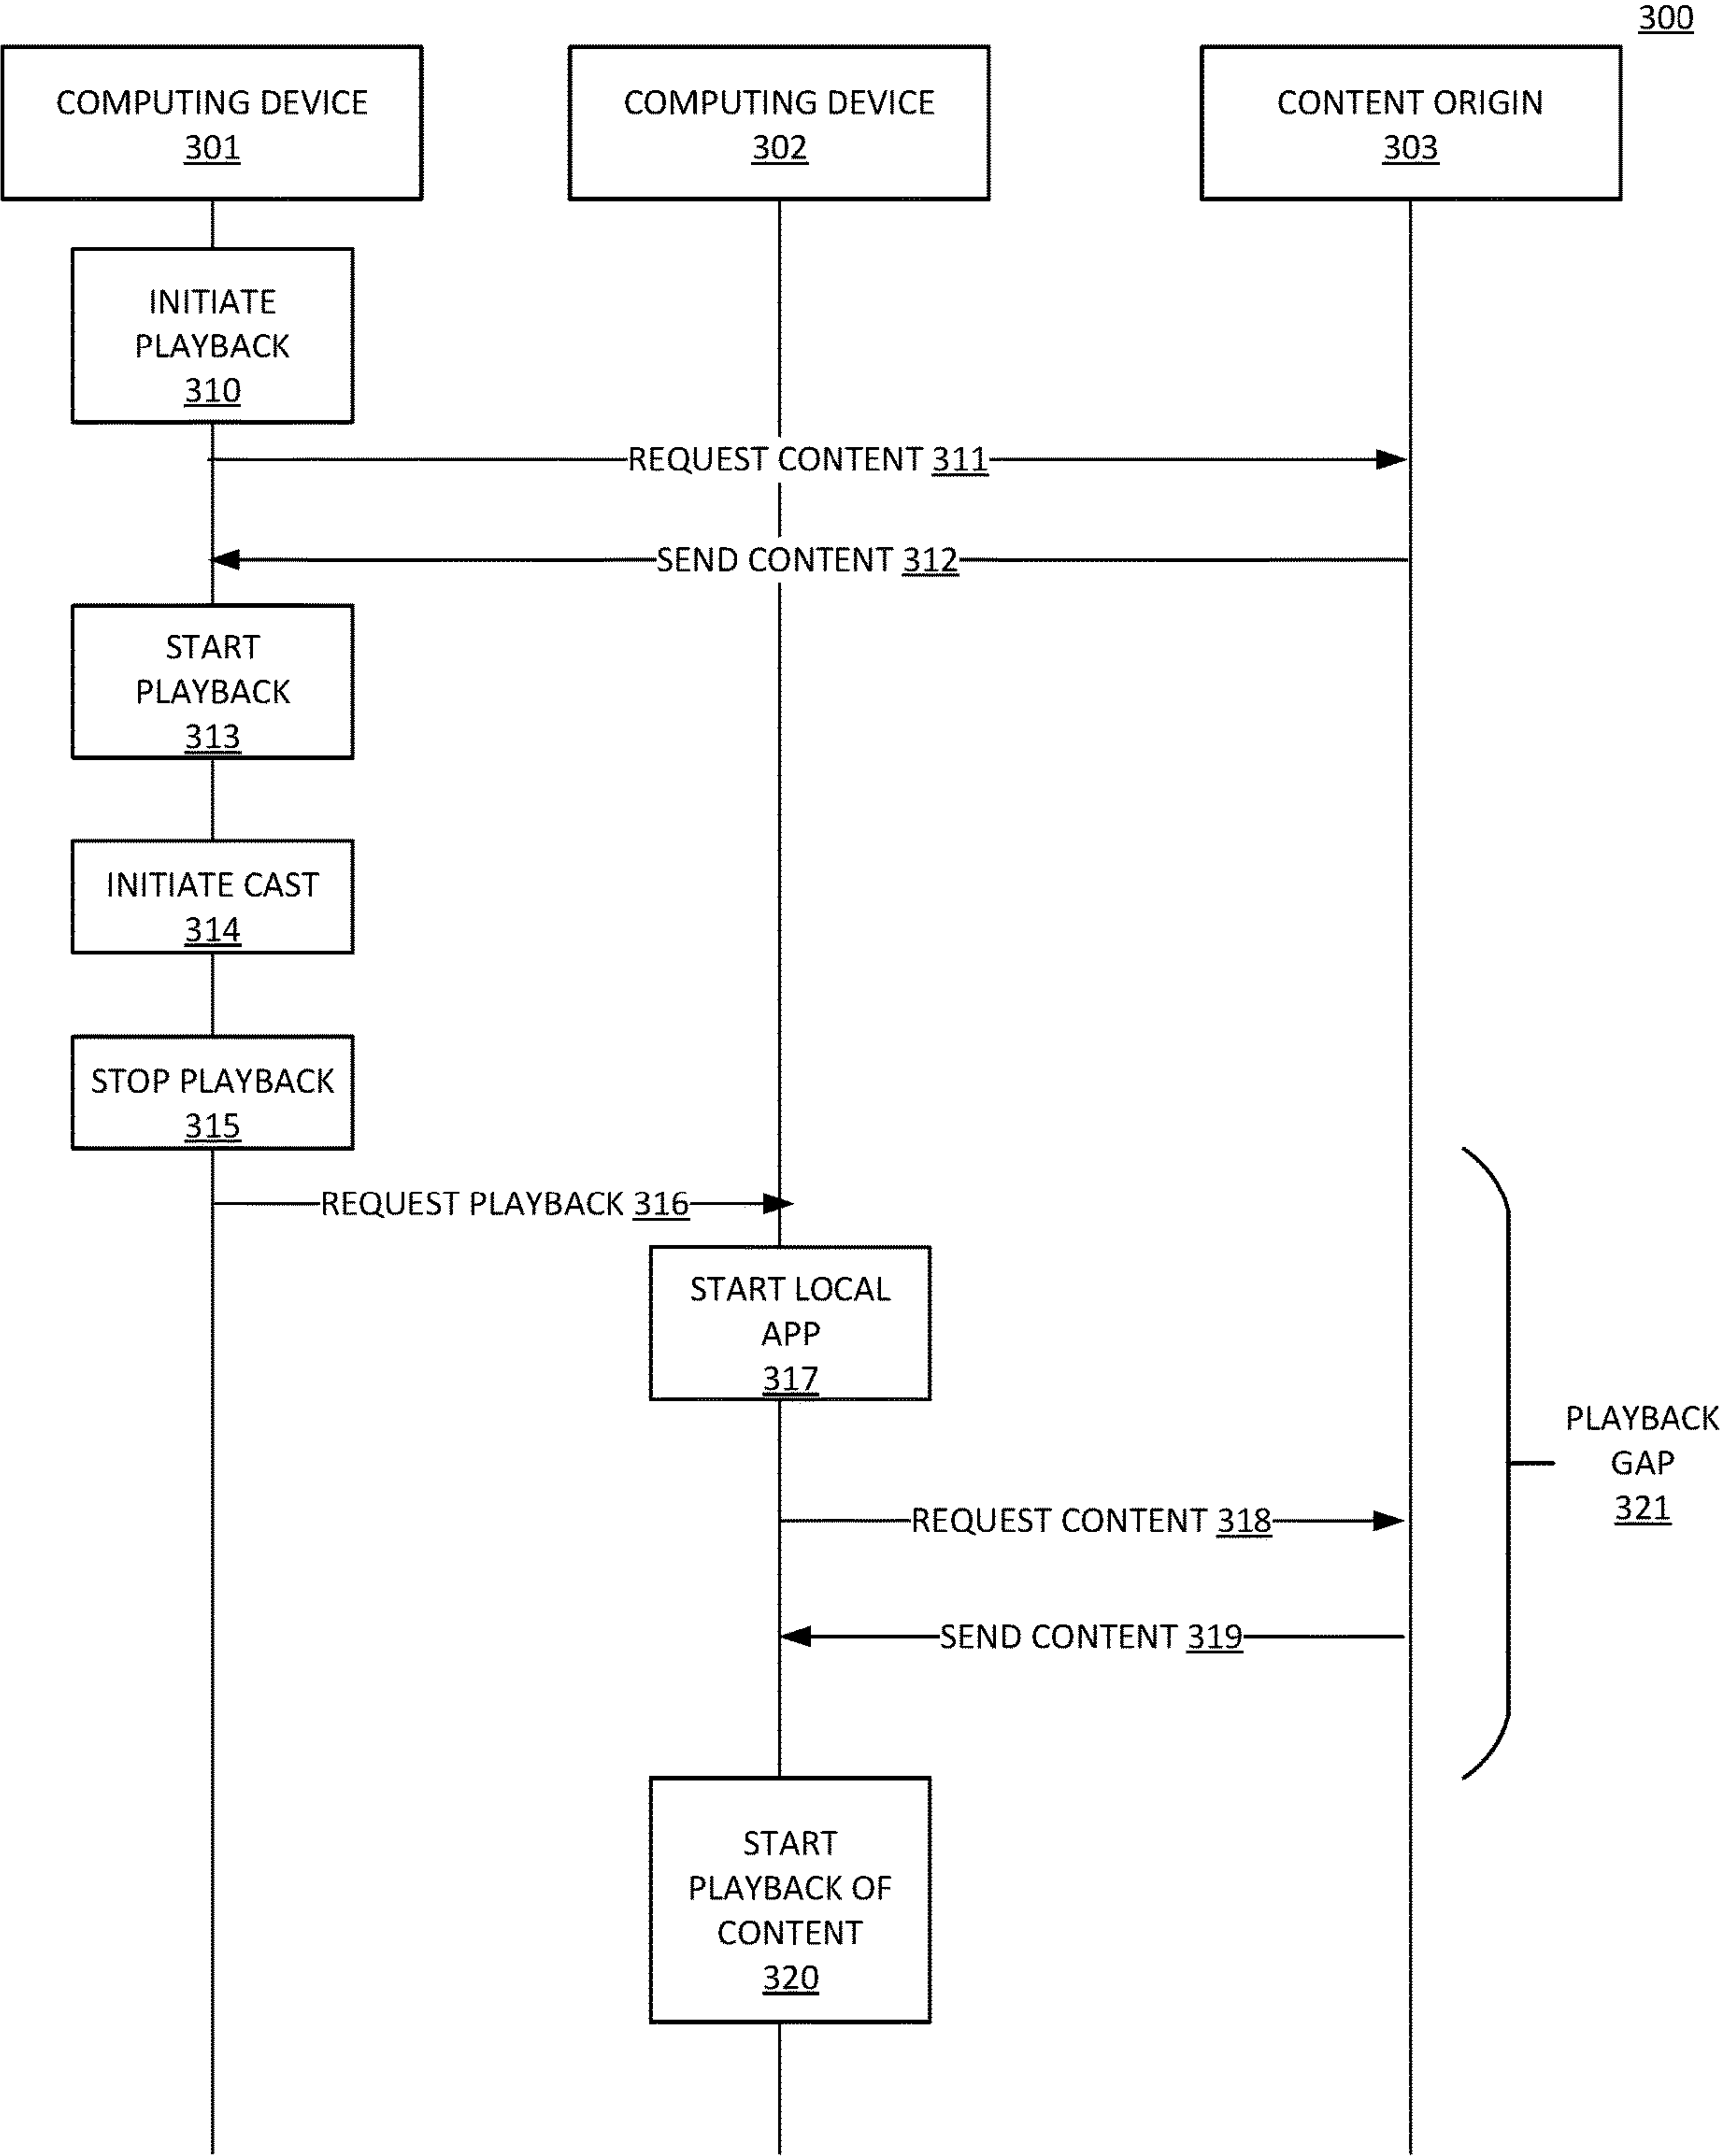 300
COMPUTING DEVICE
301
COMPUTING DEVICE
302
CONTENT ORIGIN
303
INITIATE
PLAYBACK
310
REQUEST CONTENT 311
SEND CONTENT 312
START
PLAYBACK
313
INITIATE CAST
314
STOP PLAYBACK
315
REQUEST PLAYBACK 316
START LOCAL
APP
317
PLAYBACK
GAP
321
REQUEST CONTENT 318
SEND CONTENT 319
START
PLAYBACK OF
CONTENT
320